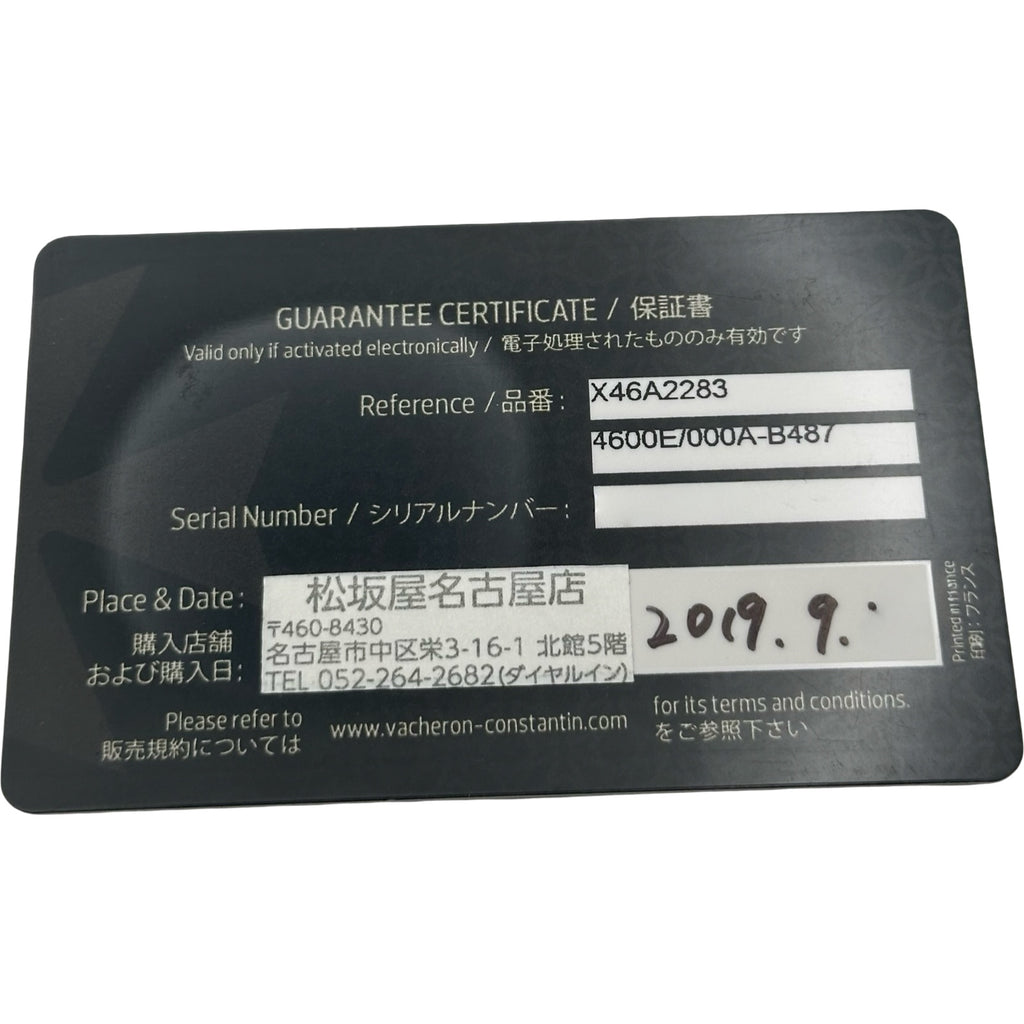 GUARANTEE CERTIFICATE / 保証書
Valid only if activated electronically / 電子処理されたもののみ有効です
Reference / 品番 : X46A2283
4600E/000A-B487
Serial Number / シリアルナンバー :
Place & Date :
購入店舗
および購入日 :
松坂屋名古屋店
〒460-8430
名古屋市中区栄3-16-1 北館5階
TEL 052-264-2682(ダイヤルイン)
2019. 9.
Please refer to
販売規約については
www.vacheron-constantin.com
for its terms and conditions.
をご参照下さい
Printed in France
印刷 : フランス